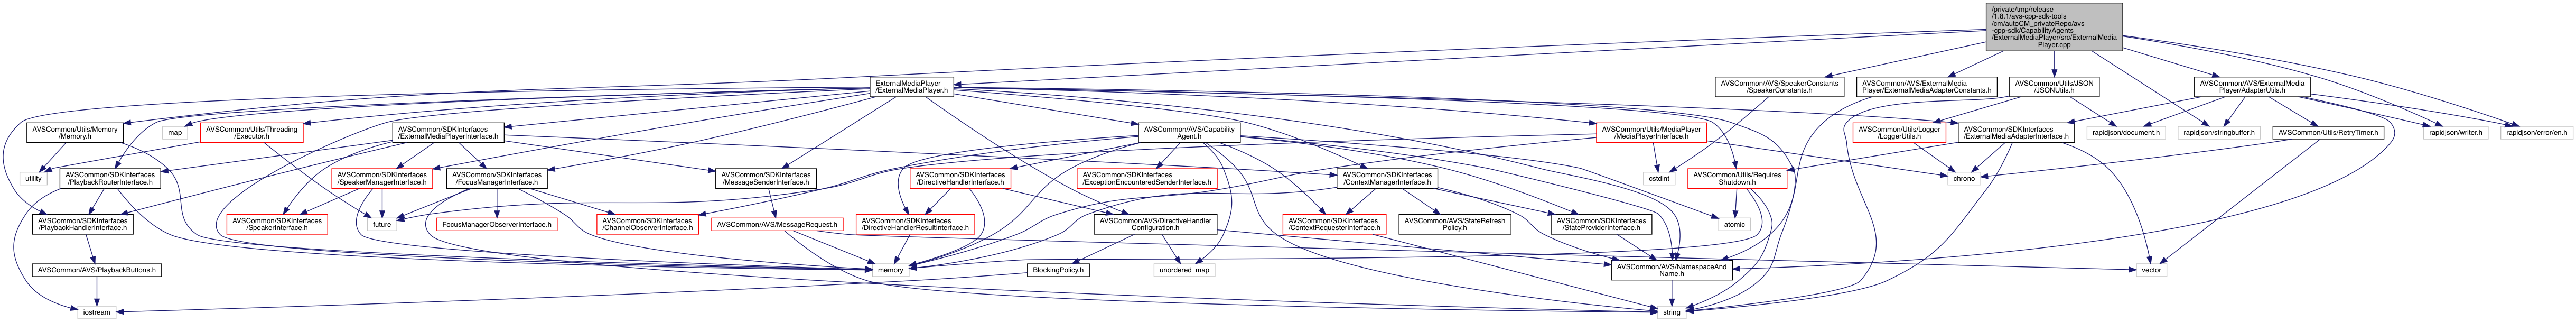 /private/tmp/release
/1.8.1/avs-cpp-sdk-tools
/cm/autoCM_privateRepo/avs
-cpp-sdk/CapabilityAgents
/ExternalMediaPlayer/src/ExternalMedia
Player.cpp
ExternalMediaPlayer
/ExternalMediaPlayer.h
AVSCommon/AVS/SpeakerConstants
/SpeakerConstants.h
AVSCommon/AVS/ExternalMedia
Player/ExternalMediaAdapterConstants.h
AVSCommon/Utils/JSON
/JSONUtils.h
AVSCommon/AVS/ExternalMedia
Player/AdapterUtils.h
AVSCommon/Utils/Memory
/Memory.h
map
AVSCommon/Utils/Threading
/Executor.h
AVSCommon/SDKInterfaces
/ExternalMediaPlayerInterface.h
AVSCommon/AVS/Capability
Agent.h
AVSCommon/Utils/MediaPlayer
/MediaPlayerInterface.h
AVSCommon/Utils/Logger
/LoggerUtils.h
AVSCommon/SDKInterfaces
/ExternalMediaAdapterInterface.h
rapidjson/document.h
rapidjson/stringbuffer.h
AVSCommon/Utils/RetryTimer.h
rapidjson/writer.h
rapidjson/error/en.h
utility
AVSCommon/SDKInterfaces
/PlaybackRouterInterface.h
AVSCommon/SDKInterfaces
/SpeakerManagerInterface.h
AVSCommon/SDKInterfaces
/FocusManagerInterface.h
AVSCommon/SDKInterfaces
/MessageSenderInterface.h
AVSCommon/SDKInterfaces
/DirectiveHandlerInterface.h
AVSCommon/SDKInterfaces
/ExceptionEncounteredSenderInterface.h
AVSCommon/SDKInterfaces
/ContextManagerInterface.h
cstdint
AVSCommon/Utils/Requires
Shutdown.h
chrono
AVSCommon/SDKInterfaces
/PlaybackHandlerInterface.h
AVSCommon/SDKInterfaces
/SpeakerInterface.h
future
FocusManagerObserverInterface.h
AVSCommon/SDKInterfaces
/ChannelObserverInterface.h
AVSCommon/AVS/MessageRequest.h
AVSCommon/SDKInterfaces
/DirectiveHandlerResultInterface.h
AVSCommon/AVS/DirectiveHandler
Configuration.h
AVSCommon/SDKInterfaces
/ContextRequesterInterface.h
AVSCommon/AVS/StateRefresh
Policy.h
AVSCommon/SDKInterfaces
/StateProviderInterface.h
atomic
AVSCommon/AVS/PlaybackButtons.h
memory
BlockingPolicy.h
unordered_map
AVSCommon/AVS/NamespaceAnd
Name.h
vector
iostream
string